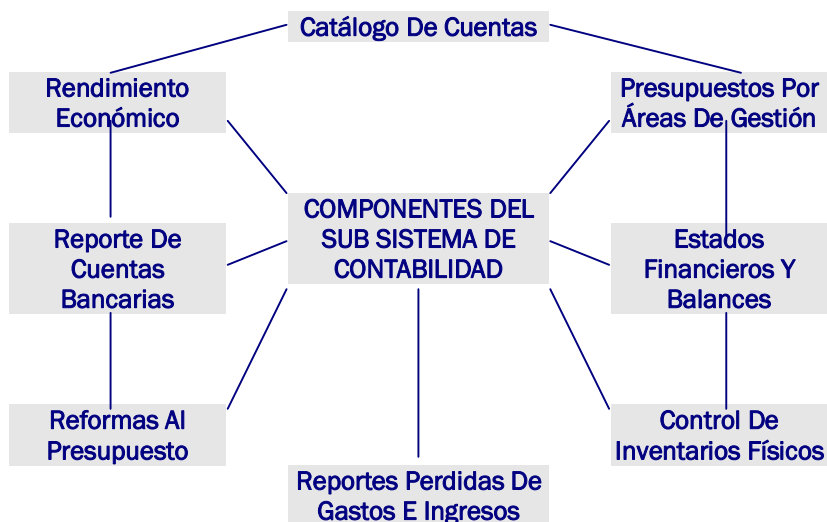 Catálogo De Cuentas
Rendimiento
Económico
Presupuestos Por
Áreas De Gestión
COMPONENTES DEL
SUB SISTEMA DE
CONTABILIDAD
Reporte De
Cuentas
Bancarias
Estados
Financieros Y
Balances
Reformas Al
Presupuesto
Control De
Inventarios Físicos
Reportes Perdidas De
Gastos E Ingresos